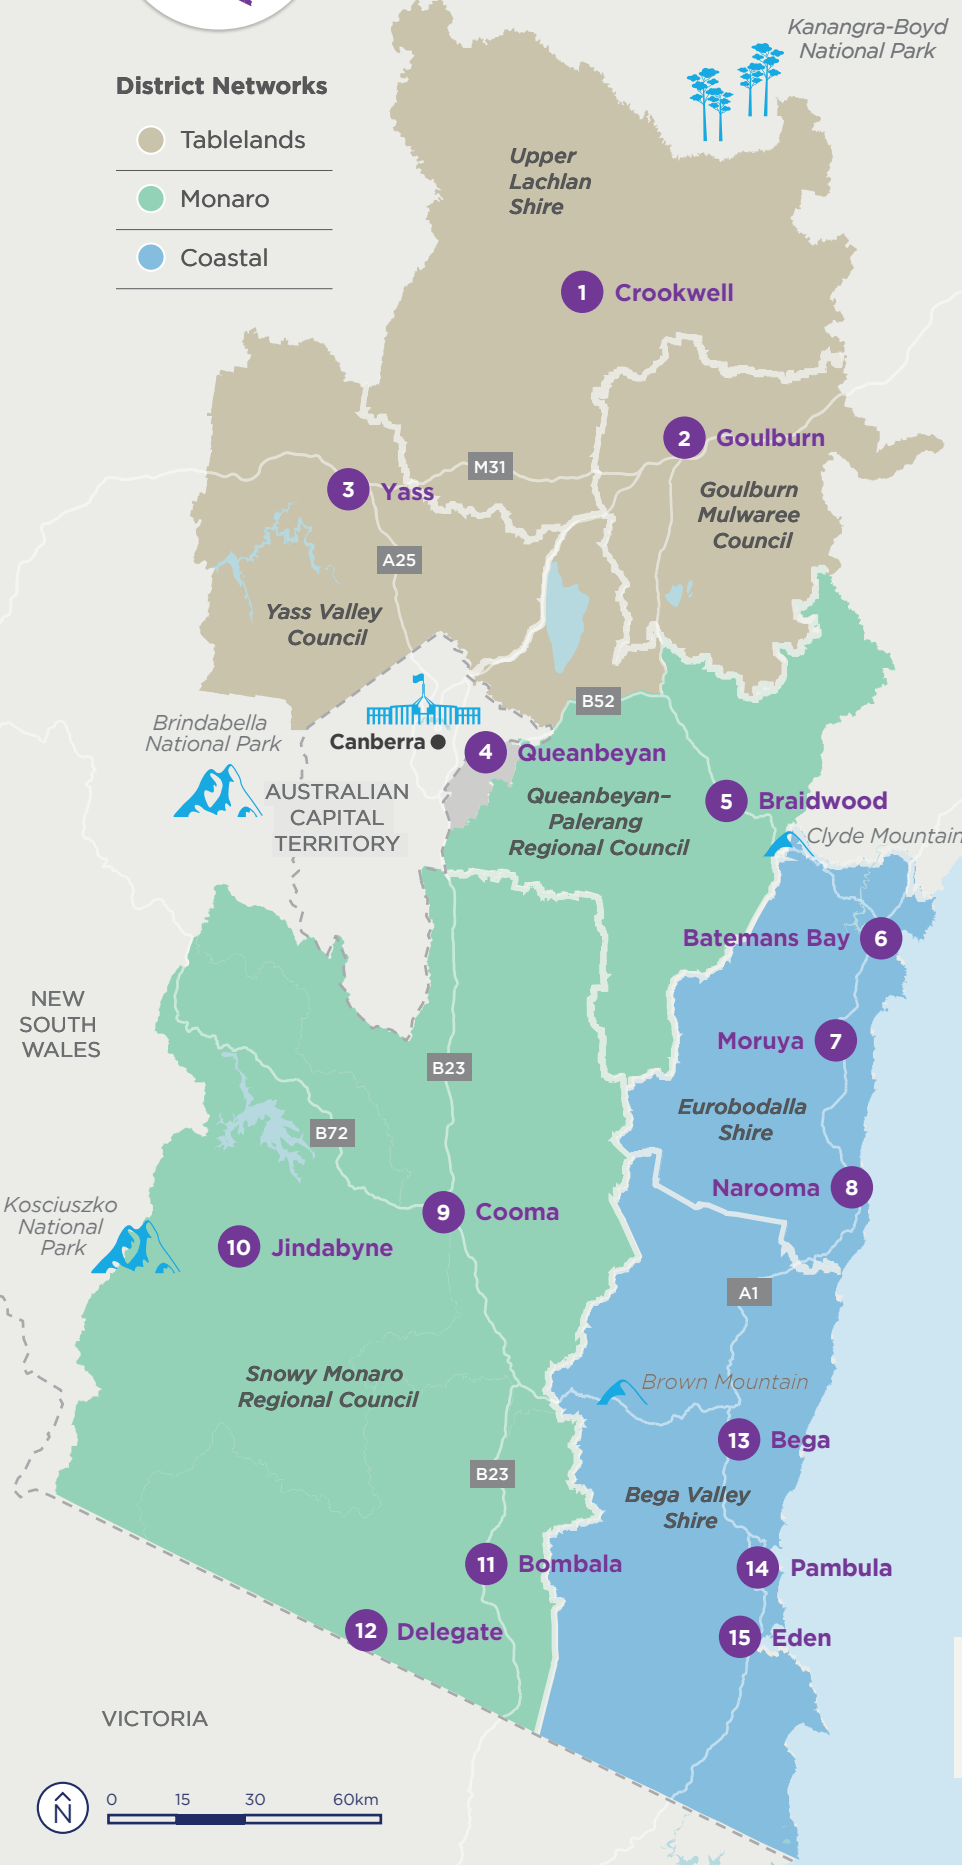 Kanangra-Boyd
National Park
District Networks
Tablelands
Monaro
Coastal
Upper
Lachlan
Shire
1 Crookwell
2 Goulburn
M31
3 Yass
Goulburn
Mulwaree
Council
A25
Yass Valley
Council
B52
Brindabella
National Park
Canberra
4 Queanbeyan
AUSTRALIAN
CAPITAL
TERRITORY
Queanbeyan–
Palerang
Regional Council
5 Braidwood
Clyde Mountain
Batemans Bay 6
NEW
SOUTH
WALES
Moruya 7
B23
Eurobodalla
Shire
B72
Narooma 8
Kosciuszko
National
Park
9 Cooma
10 Jindabyne
A1
Snowy Monaro
Regional Council
Brown Mountain
13 Bega
B23
Bega Valley
Shire
11 Bombala
14 Pambula
12 Delegate
15 Eden
VICTORIA
N
0 15 30 60km